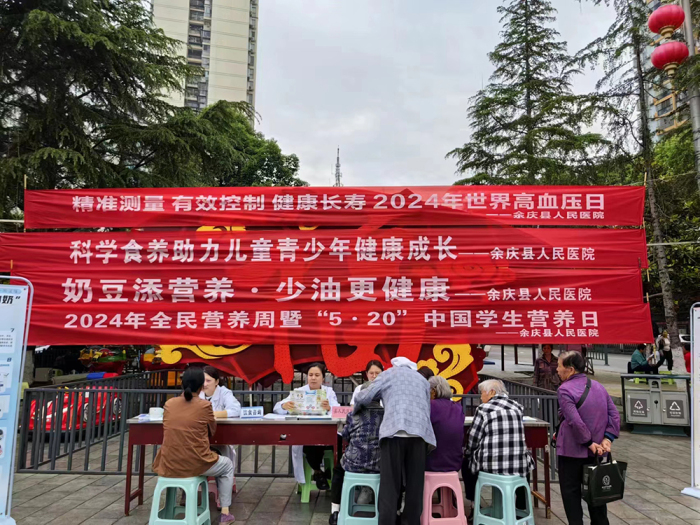 精准测量 有效控制 健康长寿 2024年世界高血压日
——余庆县人民医院
科学食养助力儿童青少年健康成长——余庆县人民医院
奶豆添营养·少油更健康——余庆县人民医院
2024年全民营养周暨“5·20”中国学生营养日
——余庆县人民医院